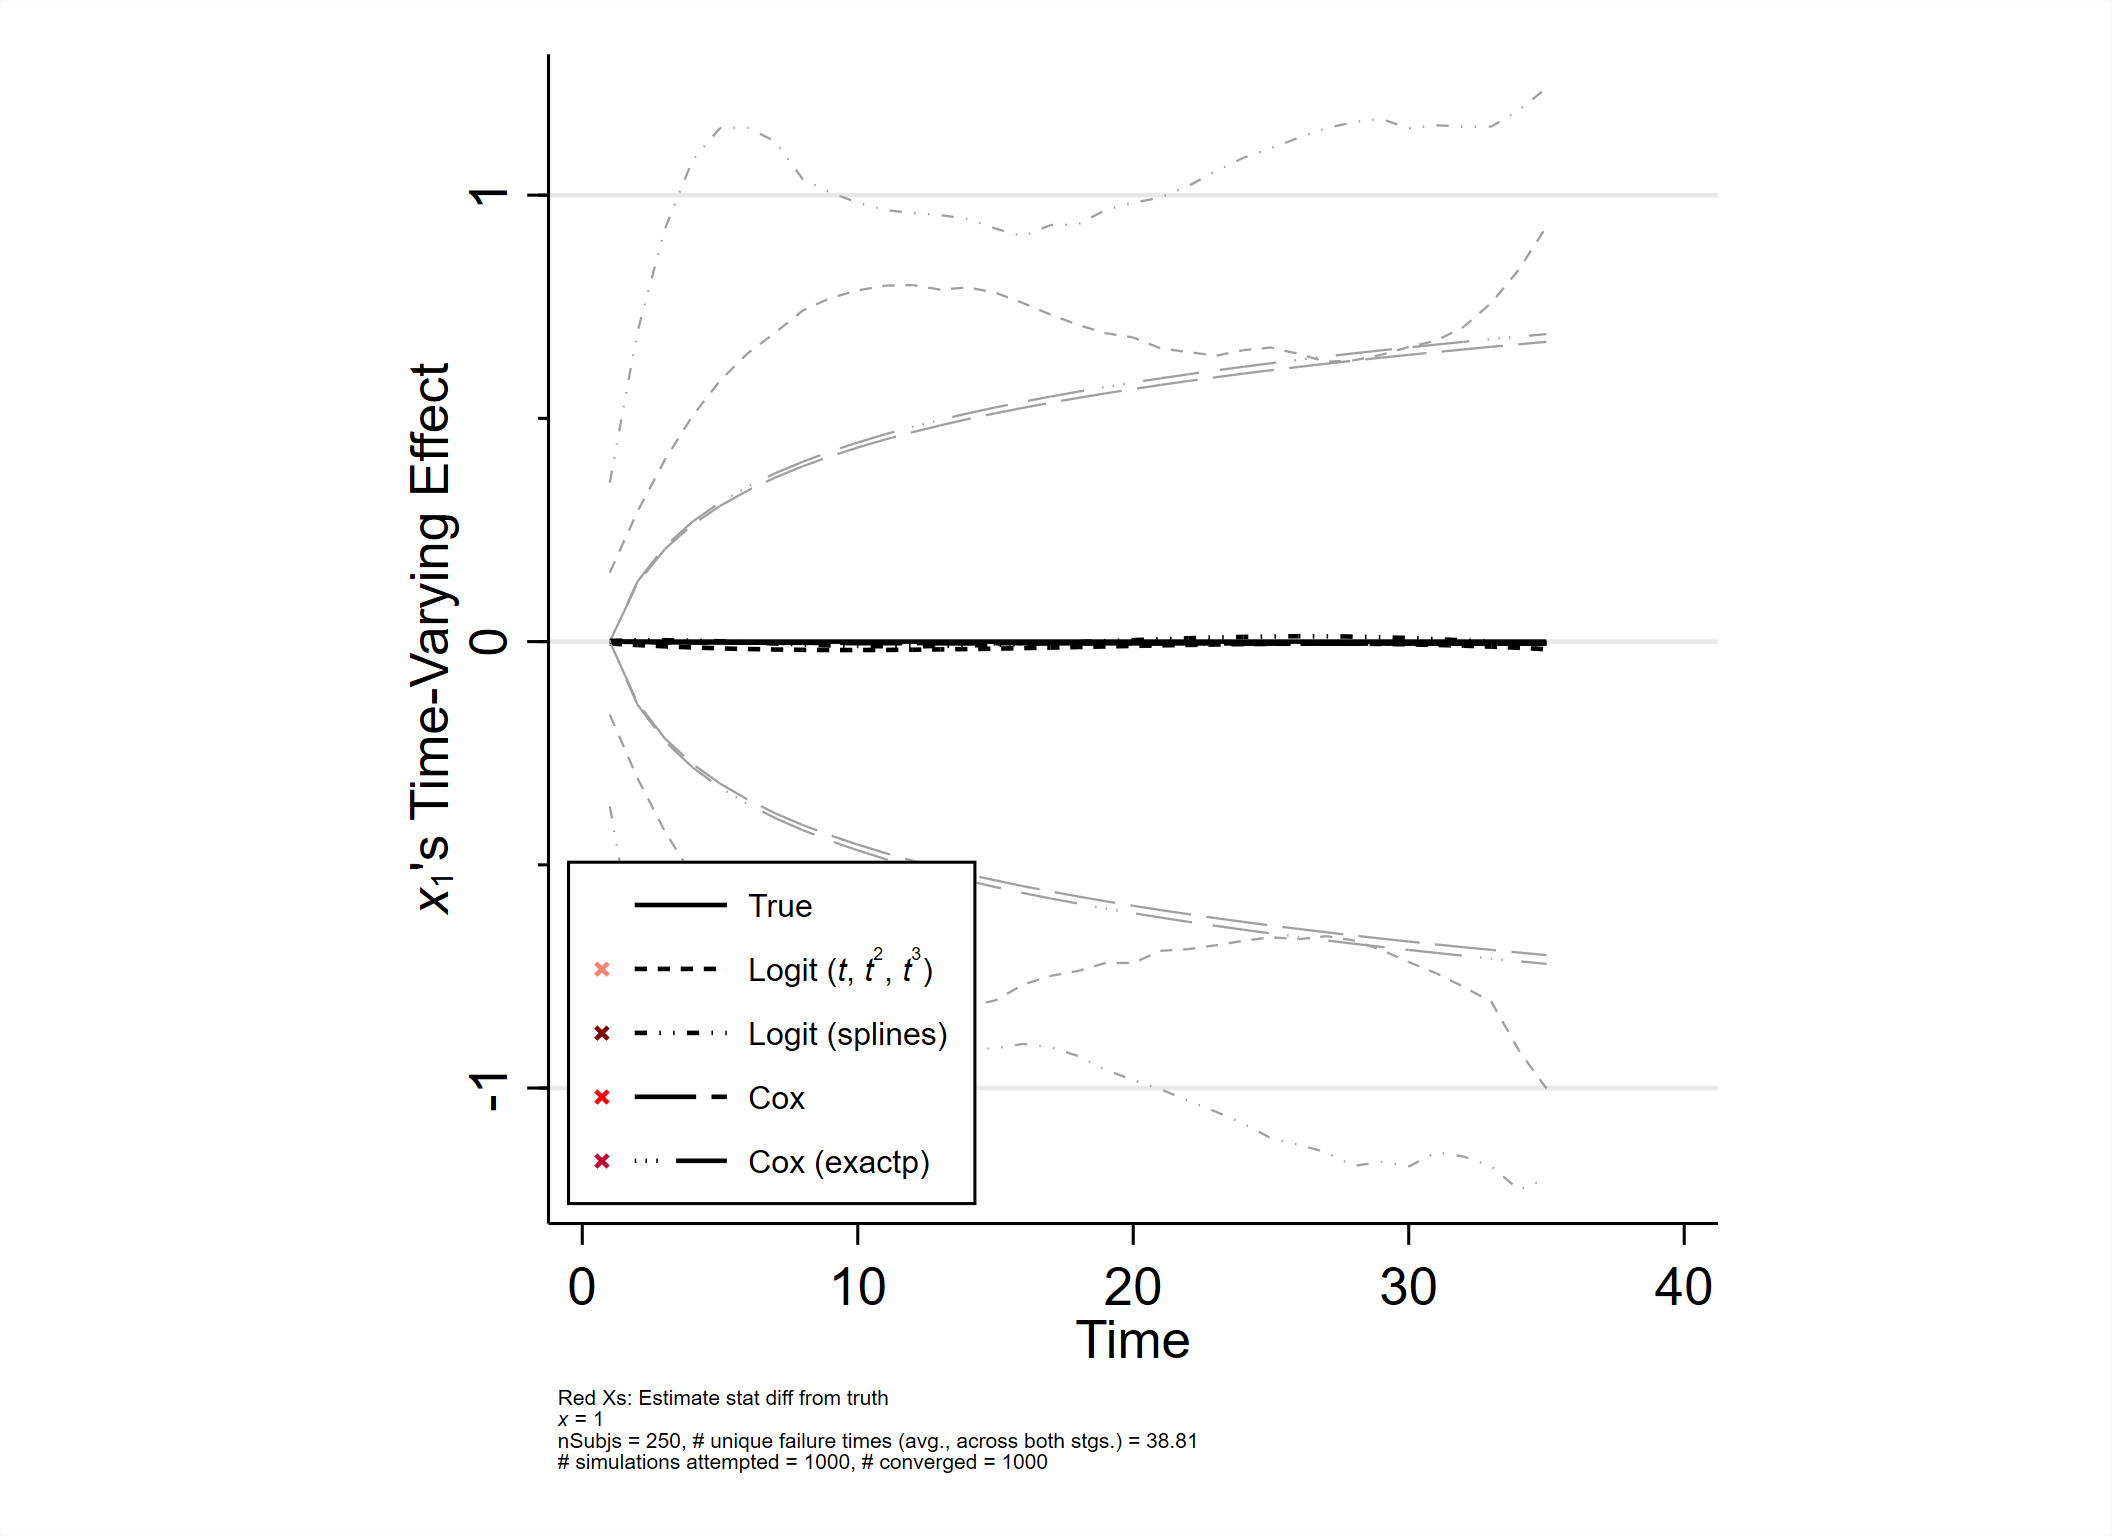 x₁'s Time-Varying Effect
1
0
-1
True
Logit (t, t², t³)
Logit (splines)
Cox
Cox (exactp)
0 10 20 30 40
Time
Red Xs: Estimate stat diff from truth
x = 1
nSubjs = 250, # unique failure times (avg., across both stgs.) = 38.81
# simulations attempted = 1000, # converged = 1000